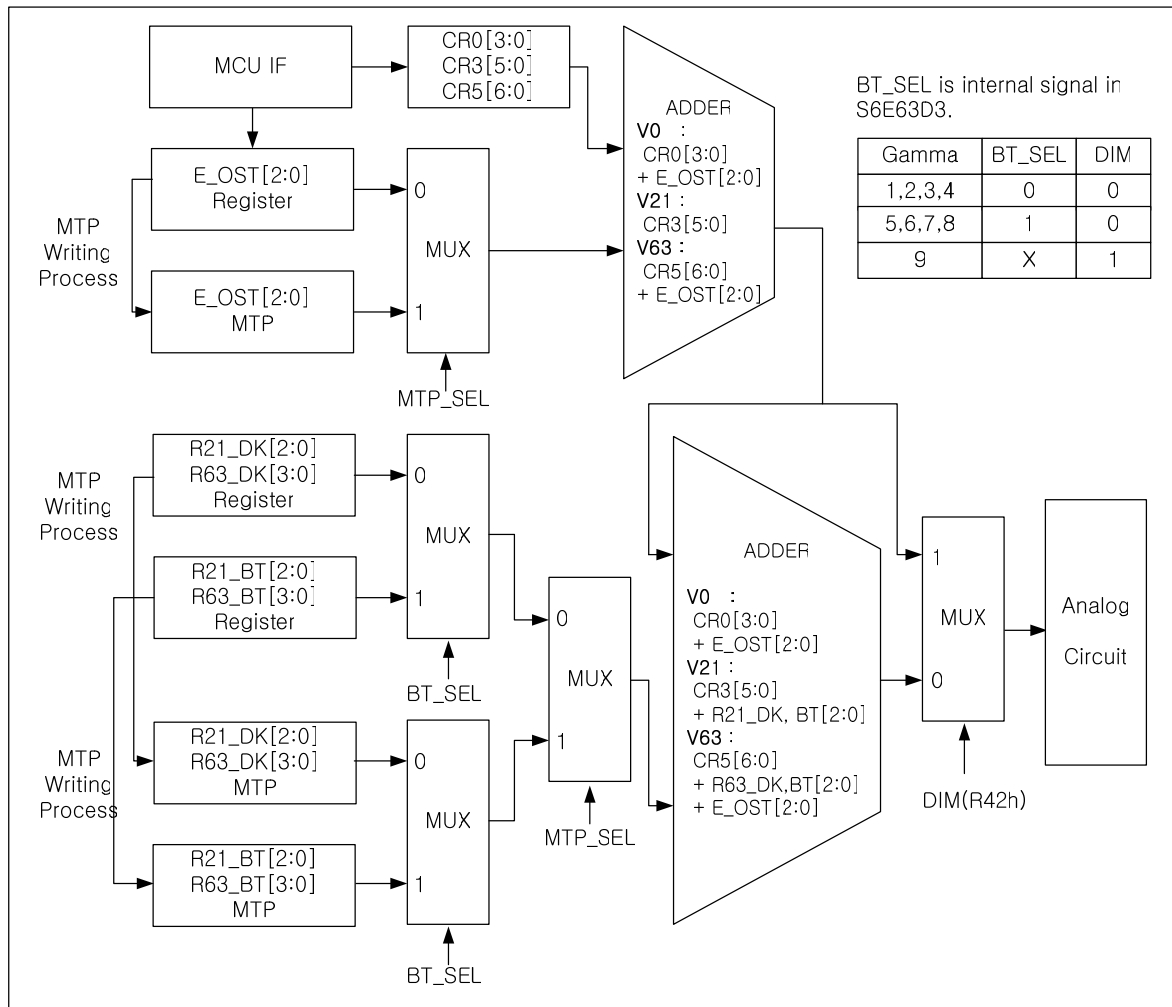 MCU IF
CR0[3:0]
CR3[5:0]
CR5[6:0]
ADDER
V0 :
CR0[3:0]
+ E_OST[2:0]
V21 :
CR3[5:0]
V63 :
CR5[6:0]
+ E_OST[2:0]
BT_SEL is internal signal in
S6E63D3.
Gamma BT_SEL DIM
1,2,3,4 0 0
5,6,7,8 1 0
9 X 1
MTP
Writing
Process
E_OST[2:0]
Register
E_OST[2:0]
MTP
0
MUX
1
MTP_SEL
MTP
Writing
Process
R21_DK[2:0]
R63_DK[3:0]
Register
R21_BT[2:0]
R63_BT[3:0]
Register
0
MUX
1
BT_SEL
MTP
Writing
Process
R21_DK[2:0]
R63_DK[3:0]
MTP
R21_BT[2:0]
R63_BT[3:0]
MTP
0
MUX
1
BT_SEL
0
MUX
1
MTP_SEL
ADDER
V0 :
CR0[3:0]
+ E_OST[2:0]
V21 :
CR3[5:0]
+ R21_DK, BT[2:0]
V63 :
CR5[6:0]
+ R63_DK,BT[2:0]
+ E_OST[2:0]
1
MUX
0
DIM(R42h)
Analog
Circuit